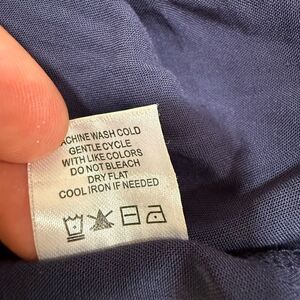 ACHINE WASH COLD
GENTLE CYCLE
WITH LIKE COLORS
DO NOT BLEACH
DRY FLAT
COOL IRON IF NEEDED